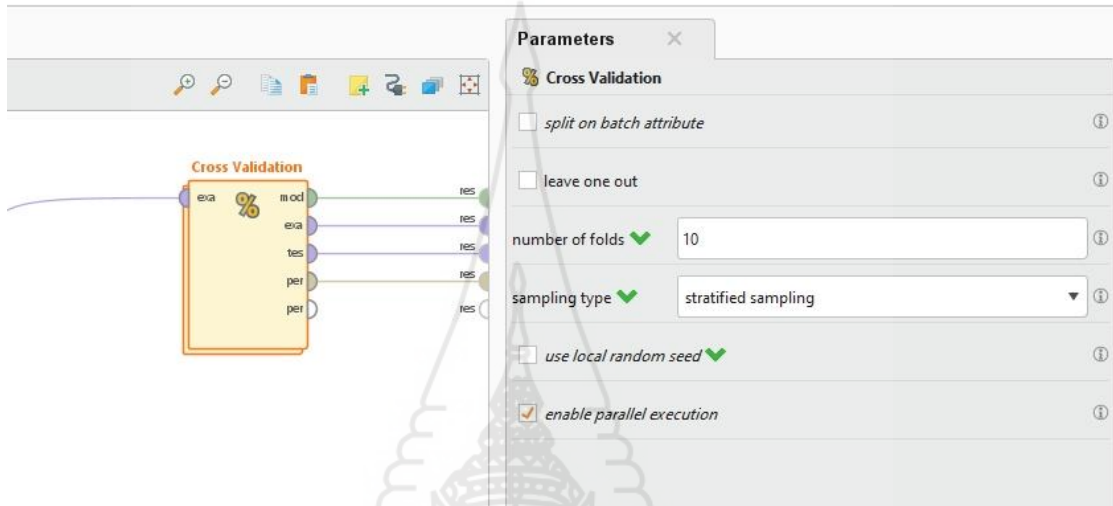 Parameters
Cross Validation
split on batch attribute
leave one out
number of folds 10
sampling type stratified sampling
use local random seed
enable parallel execution
Cross Validation
exa % mod res
exa res
tes res
per res
per res